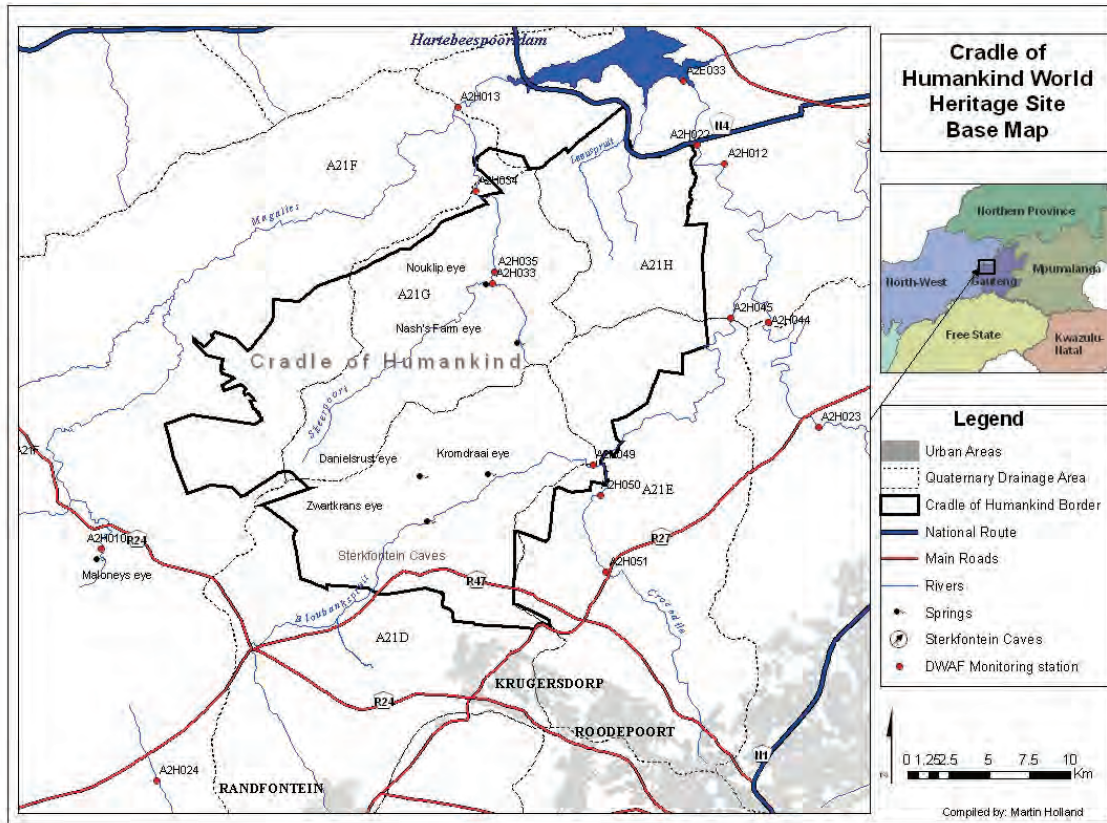 Hartebeespoortdam
A2E033
A2H013
N4
A2H022
A2H012
Leeuspruit
A21F
A2H034
Magalies
A2H035
Nouklip eye
A2H033
A21H
A21G
A2H045
A2H044
Nash's Farm eye
Cradle of Humankind
Skeerpoort
A2H023
A21F
Kromdraai eye
Danielsrust eye
A2H049
A21E
A2H050
Zwartkrans eye
R24
A2H010
R27
Sterkfontein Caves
Maloneys eye
A2H051
R47
Bloubankspruit
Crocodile
A21D
KRUGERSDORP
R24
ROODEPOORT
N1
A2H024
RANDFONTEIN
Cradle of
Humankind World
Heritage Site
Base Map
Northern Province
North-West
Gauteng
Mpumalanga
Free State
Kwazulu-
Natal
Legend
Urban Areas
Quaternary Drainage Area
Cradle of Humankind Border
National Route
Main Roads
Rivers
Springs
Sterkfontein Caves
DWAF Monitoring station
0 1.25 2.5 5 10
Km
Compiled by: Martin Holland